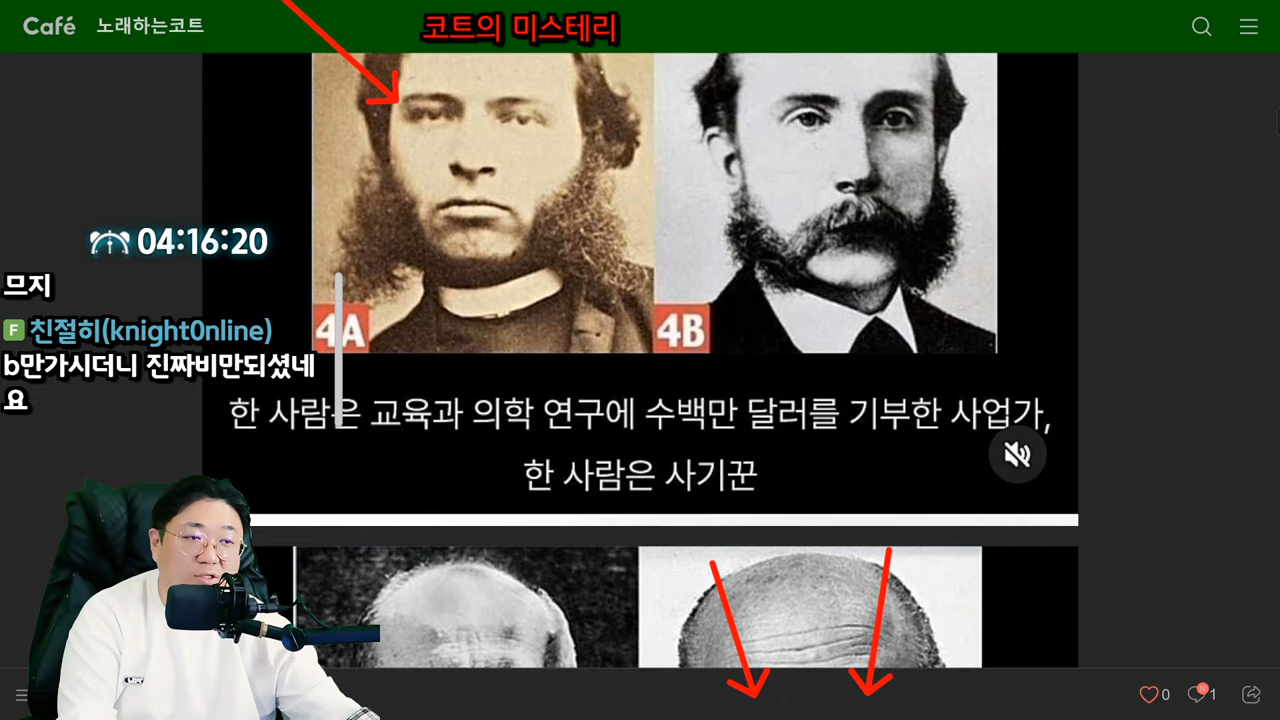 Café 노래하는코트
코트의 미스테리
04:16:20
므지
F 친절히(knight0nline)
b만가시더니 진짜비만되셨네
요
4A
4B
한 사람은 교육과 의학 연구에 수백만 달러를 기부한 사업가,
한 사람은 사기꾼
0
1